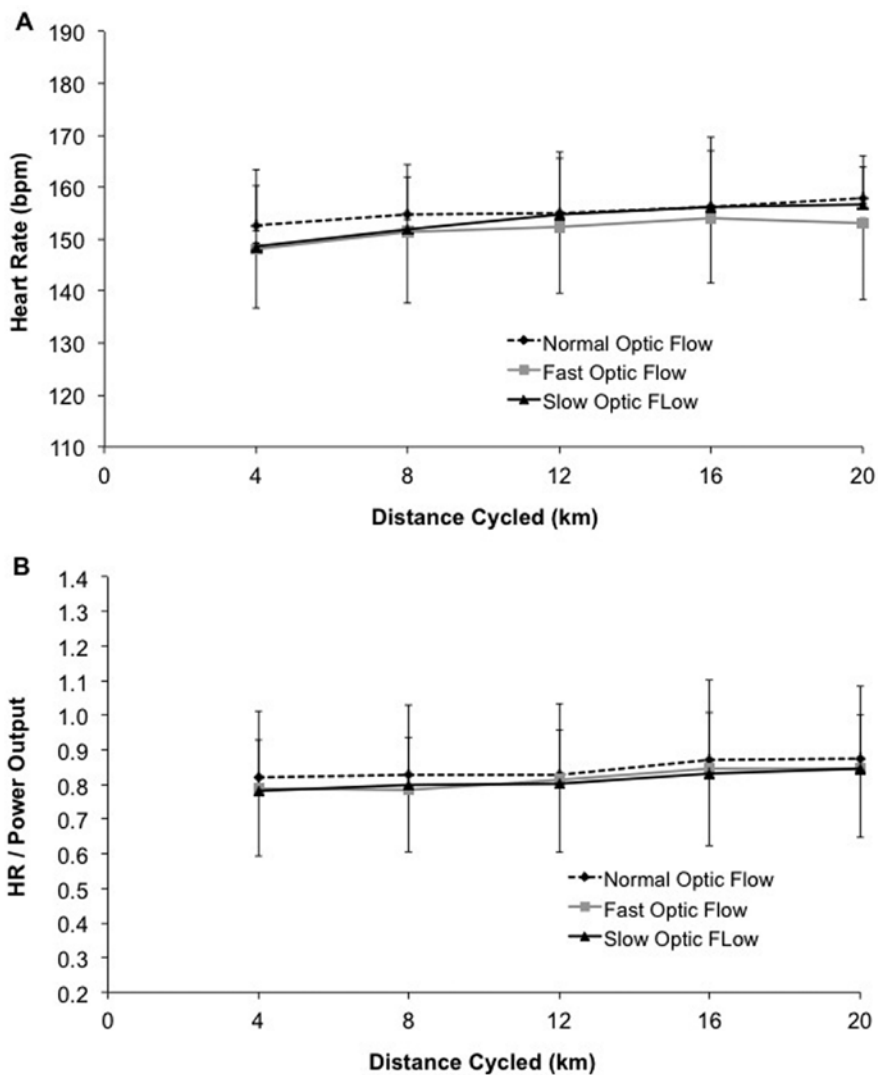 A
190
180
170
160
150
140
130
120
110
Heart Rate (bpm)
Normal Optic Flow
Fast Optic Flow
Slow Optic FLow
0 4 8 12 16 20
Distance Cycled (km)
B
1.4
1.3
1.2
1.1
1.0
0.9
0.8
0.7
0.6
0.5
0.4
0.3
0.2
HR / Power Output
Normal Optic Flow
Fast Optic Flow
Slow Optic FLow
0 4 8 12 16 20
Distance Cycled (km)